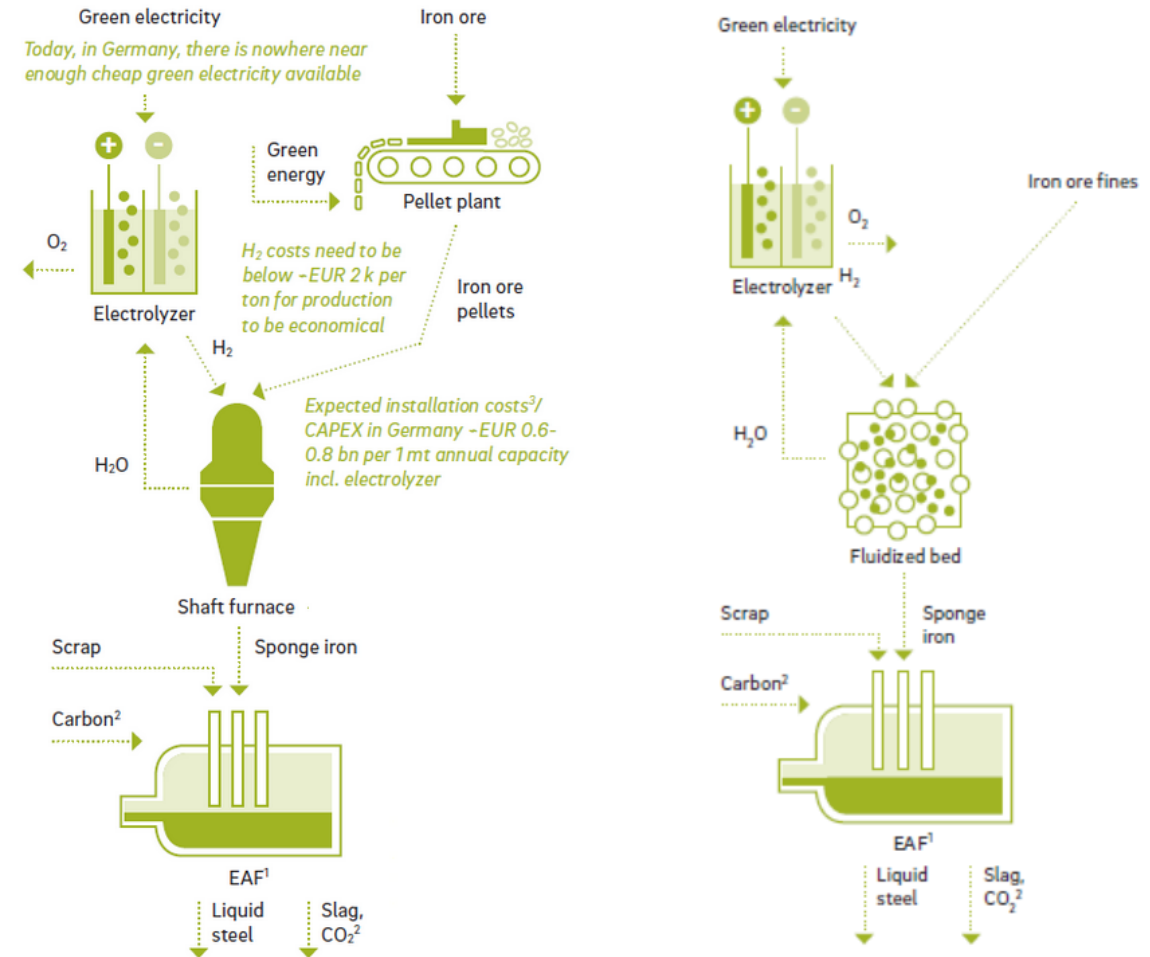 Green electricity
Today, in Germany, there is nowhere near
enough cheap green electricity available
Iron ore
+
-
Green
energy
Pellet plant
O₂
H₂ costs need to be
below ~EUR 2 k per
ton for production
to be economical
Iron ore
pellets
Electrolyzer
H₂
Expected installation costs³/
CAPEX in Germany ~EUR 0.6-
0.8 bn per 1 mt annual capacity
incl. electrolyzer
H₂O
Shaft furnace
Scrap
Sponge iron
Carbon²
EAF¹
Liquid
steel
Slag,
CO₂²
Green electricity
+
-
Iron ore fines
O₂
Electrolyzer
H₂
H₂O
Fluidized bed
Scrap
Sponge
iron
Carbon²
EAF¹
Liquid
steel
Slag,
CO₂²